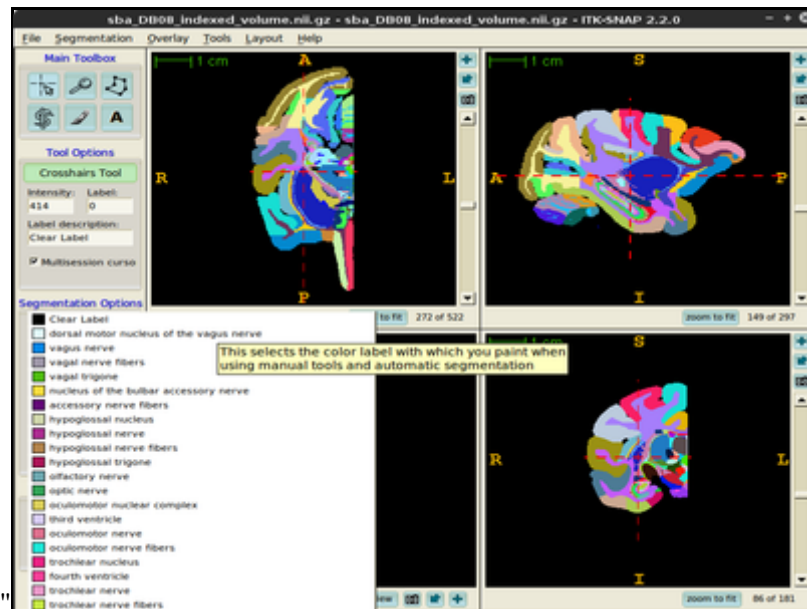 sba_DB08_indexed_volume.nii.gz - sba_DB08_indexed_volume.nii.gz - ITK-SNAP 2.2.0
File Segmentation Overlay Tools Layout Help
Main Toolbox
A
Tool Options
Crosshairs Tool
Intensity: Label:
414 0
Label description:
Clear Label
Multisession curso
Segmentation Options
Clear Label
dorsal motor nucleus of the vagus nerve
vagus nerve
vagal nerve fibers
vagal trigone
nucleus of the bulbar accessory nerve
accessory nerve fibers
hypoglossal nucleus
hypoglossal nerve
hypoglossal nerve fibers
hypoglossal trigone
olfactory nerve
optic nerve
oculomotor nuclear complex
third ventricle
oculomotor nerve
oculomotor nerve fibers
trochlear nucleus
fourth ventricle
trochlear nerve
trochlear nerve fibers
This selects the color label with which you paint when
using manual tools and automatic segmentation
1 cm
A
R L
P
to fit 272 of 522
1 cm
S
A P
I
zoom to fit 149 of 297
S
R L
I
zoom to fit 86 of 181
"